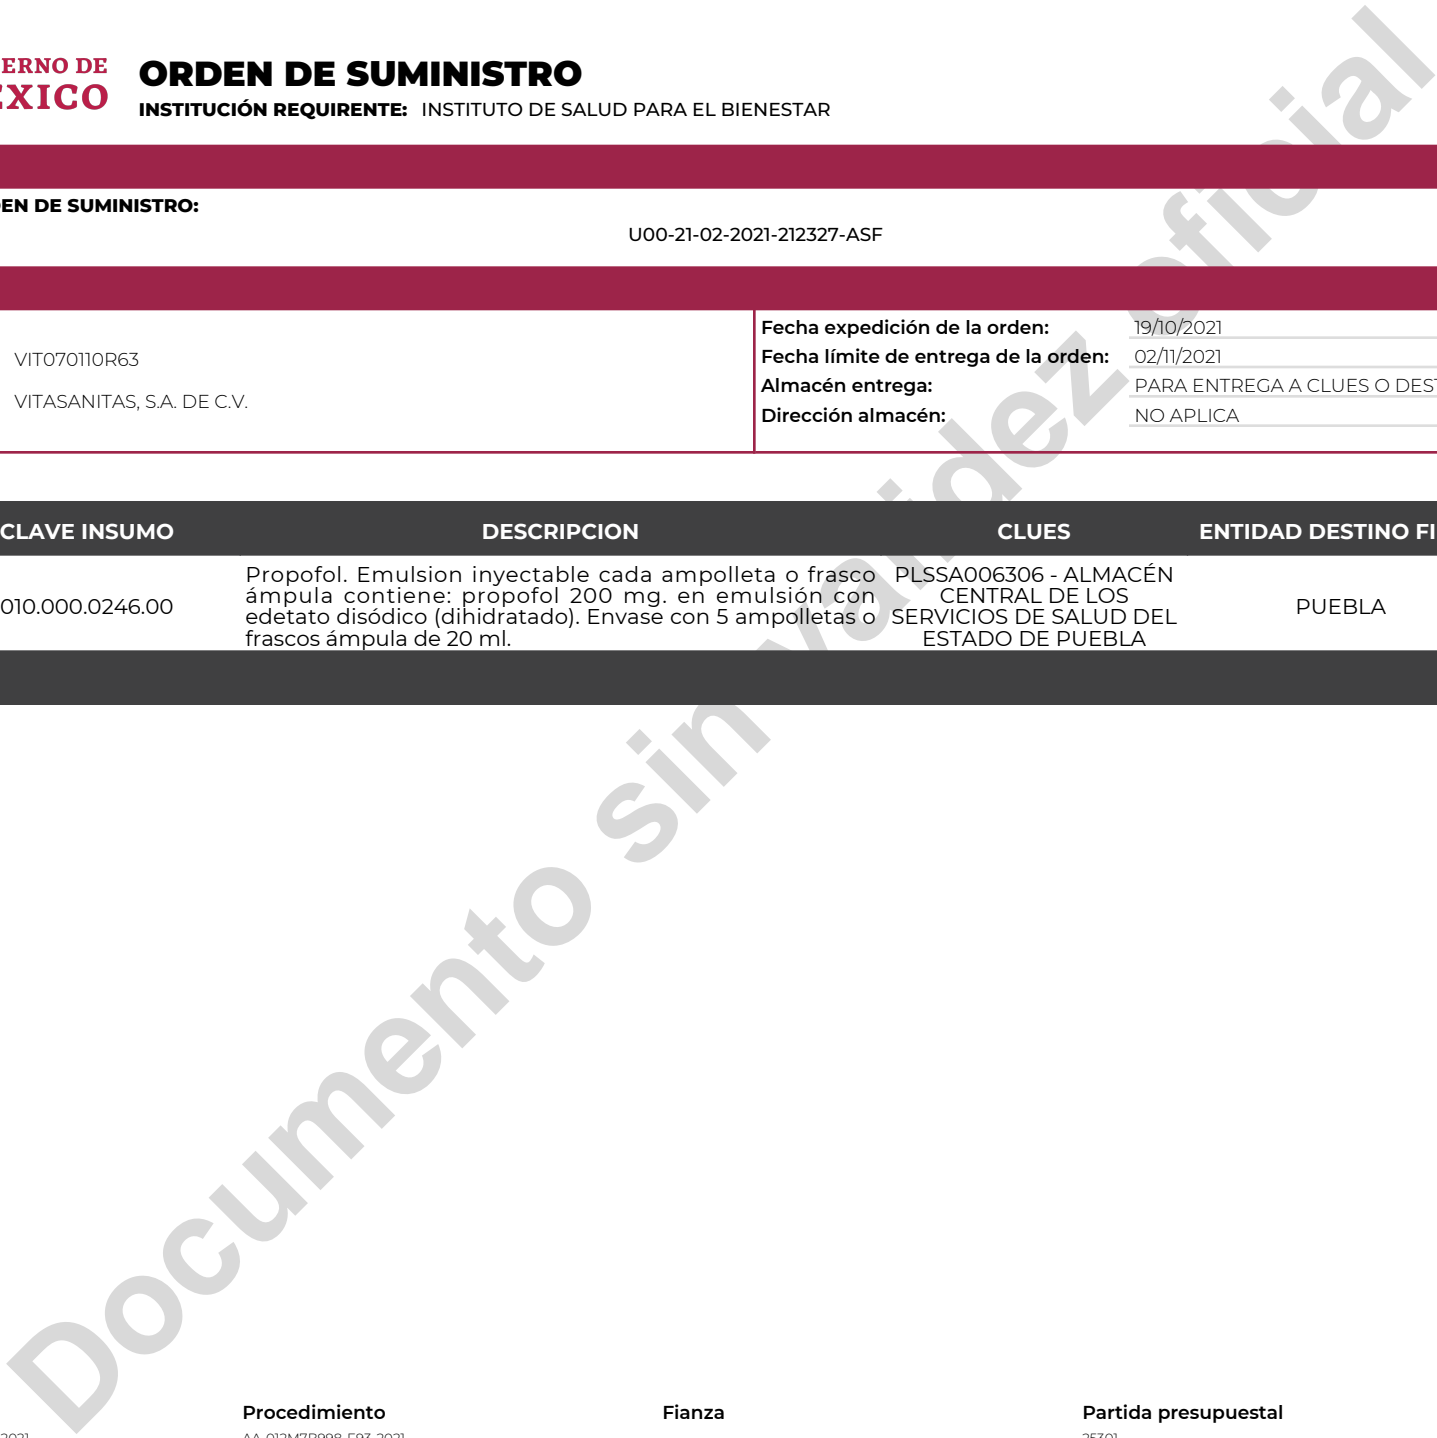 ERNO DE
EXICO
ORDEN DE SUMINISTRO
INSTITUCIÓN REQUIRENTE: INSTITUTO DE SALUD PARA EL BIENESTAR
EN DE SUMINISTRO:
U00-21-02-2021-212327-ASF
VIT070110R63
VITASANITAS, S.A. DE C.V.
Fecha expedición de la orden: 19/10/2021
Fecha límite de entrega de la orden: 02/11/2021
Almacén entrega: PARA ENTREGA A CLUES O DEST
Dirección almacén: NO APLICA
CLAVE INSUMO DESCRIPCION CLUES ENTIDAD DESTINO FI
010.000.0246.00
Propofol. Emulsion inyectable cada ampolleta o frasco
ámpula contiene: propofol 200 mg. en emulsión con
edetato disódico (dihidratado). Envase con 5 ampolletas o
frascos ámpula de 20 ml.
PLSSA006306 - ALMACÉN
CENTRAL DE LOS
SERVICIOS DE SALUD DEL
ESTADO DE PUEBLA
PUEBLA
Documento sin validez oficial
Procedimiento Fianza Partida presupuestal